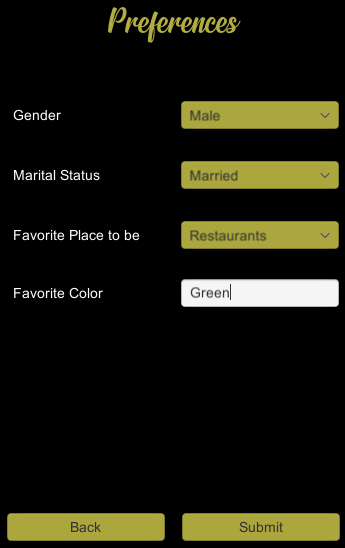 Preferences
Gender Male
Marital Status Married
Favorite Place to be Restaurants
Favorite Color Green
Back Submit